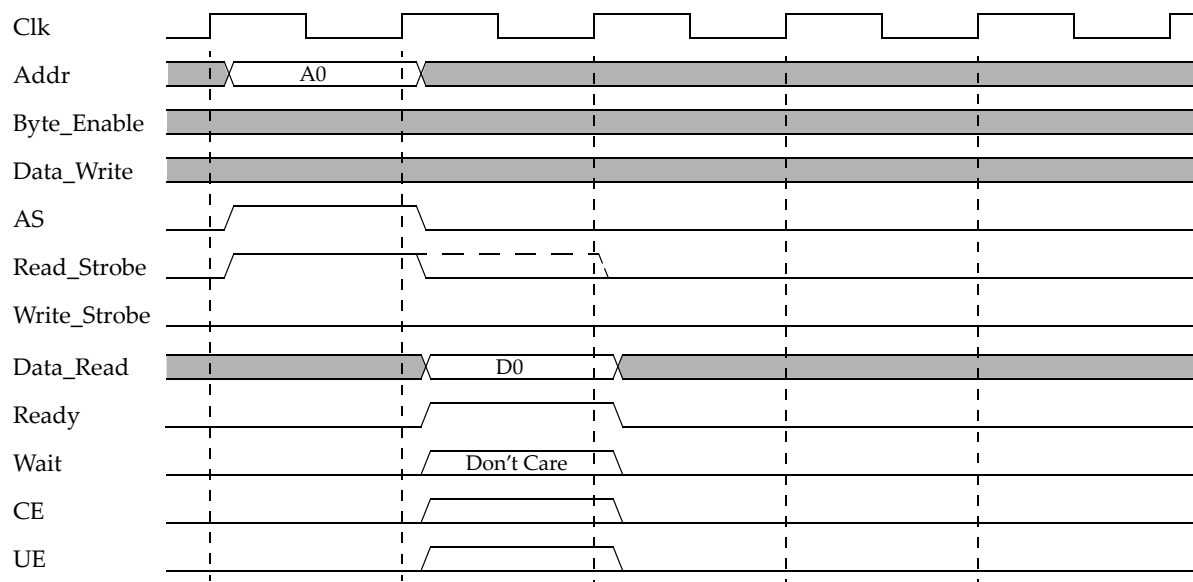 Clk
Addr A0
Byte_Enable
Data_Write
AS
Read_Strobe
Write_Strobe
Data_Read D0
Ready
Wait Don't Care
CE
UE